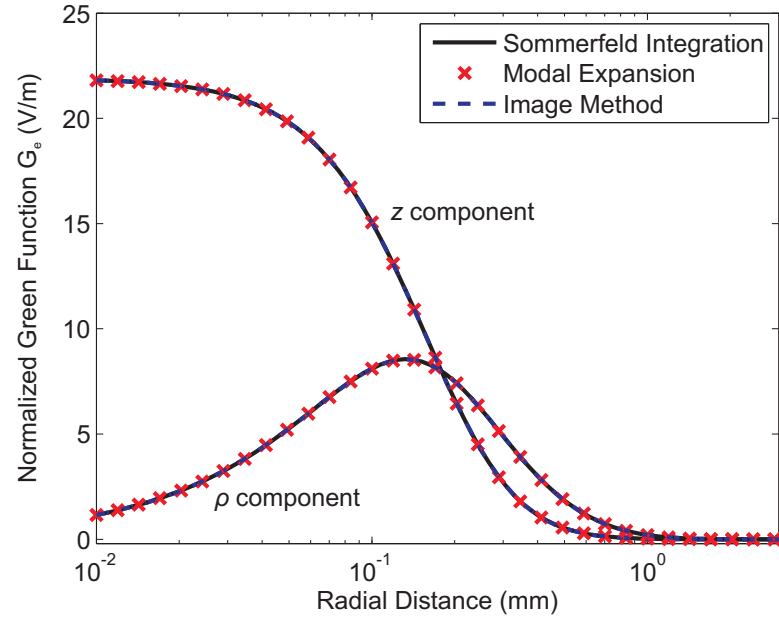 Sommerfeld Integration
Modal Expansion
Image Method
Normalized Green Function Gₑ (V/m)
25
20
15
10
5
0
z component
ρ component
10⁻² 10⁻¹ 10⁰
Radial Distance (mm)